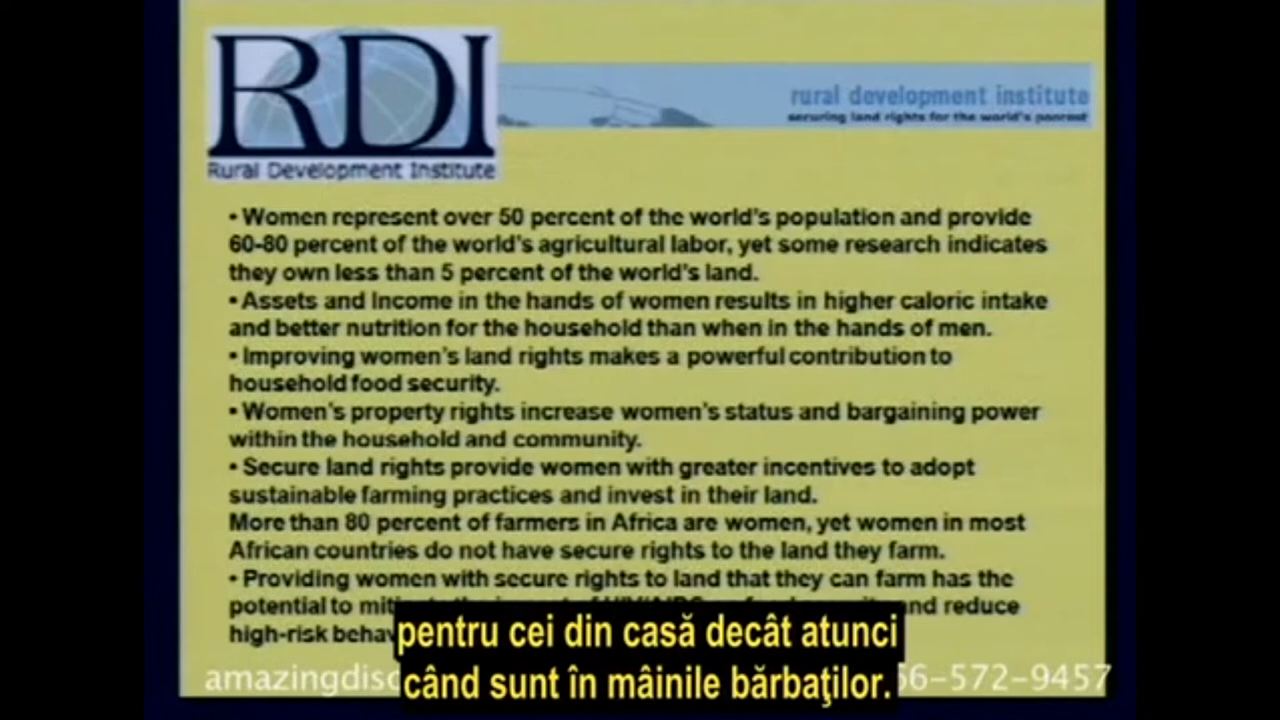 RDI
rural development institute
securing land rights for the world's poorest
Rural Development Institute
• Women represent over 50 percent of the world's population and provide
60-80 percent of the world's agricultural labor, yet some research indicates
they own less than 5 percent of the world's land.
• Assets and Income in the hands of women results in higher caloric intake
and better nutrition for the household than when in the hands of men.
• Improving women's land rights makes a powerful contribution to
household food security.
• Women's property rights increase women's status and bargaining power
within the household and community.
• Secure land rights provide women with greater incentives to adopt
sustainable farming practices and invest in their land.
More than 80 percent of farmers in Africa are women, yet women in most
African countries do not have secure rights to the land they farm.
• Providing women with secure rights to land that they can farm has the
potential to and reduce
high-risk
pentru cei din casă decât atunci
când sunt în mâinile bărbaţilor.
56-572-9457